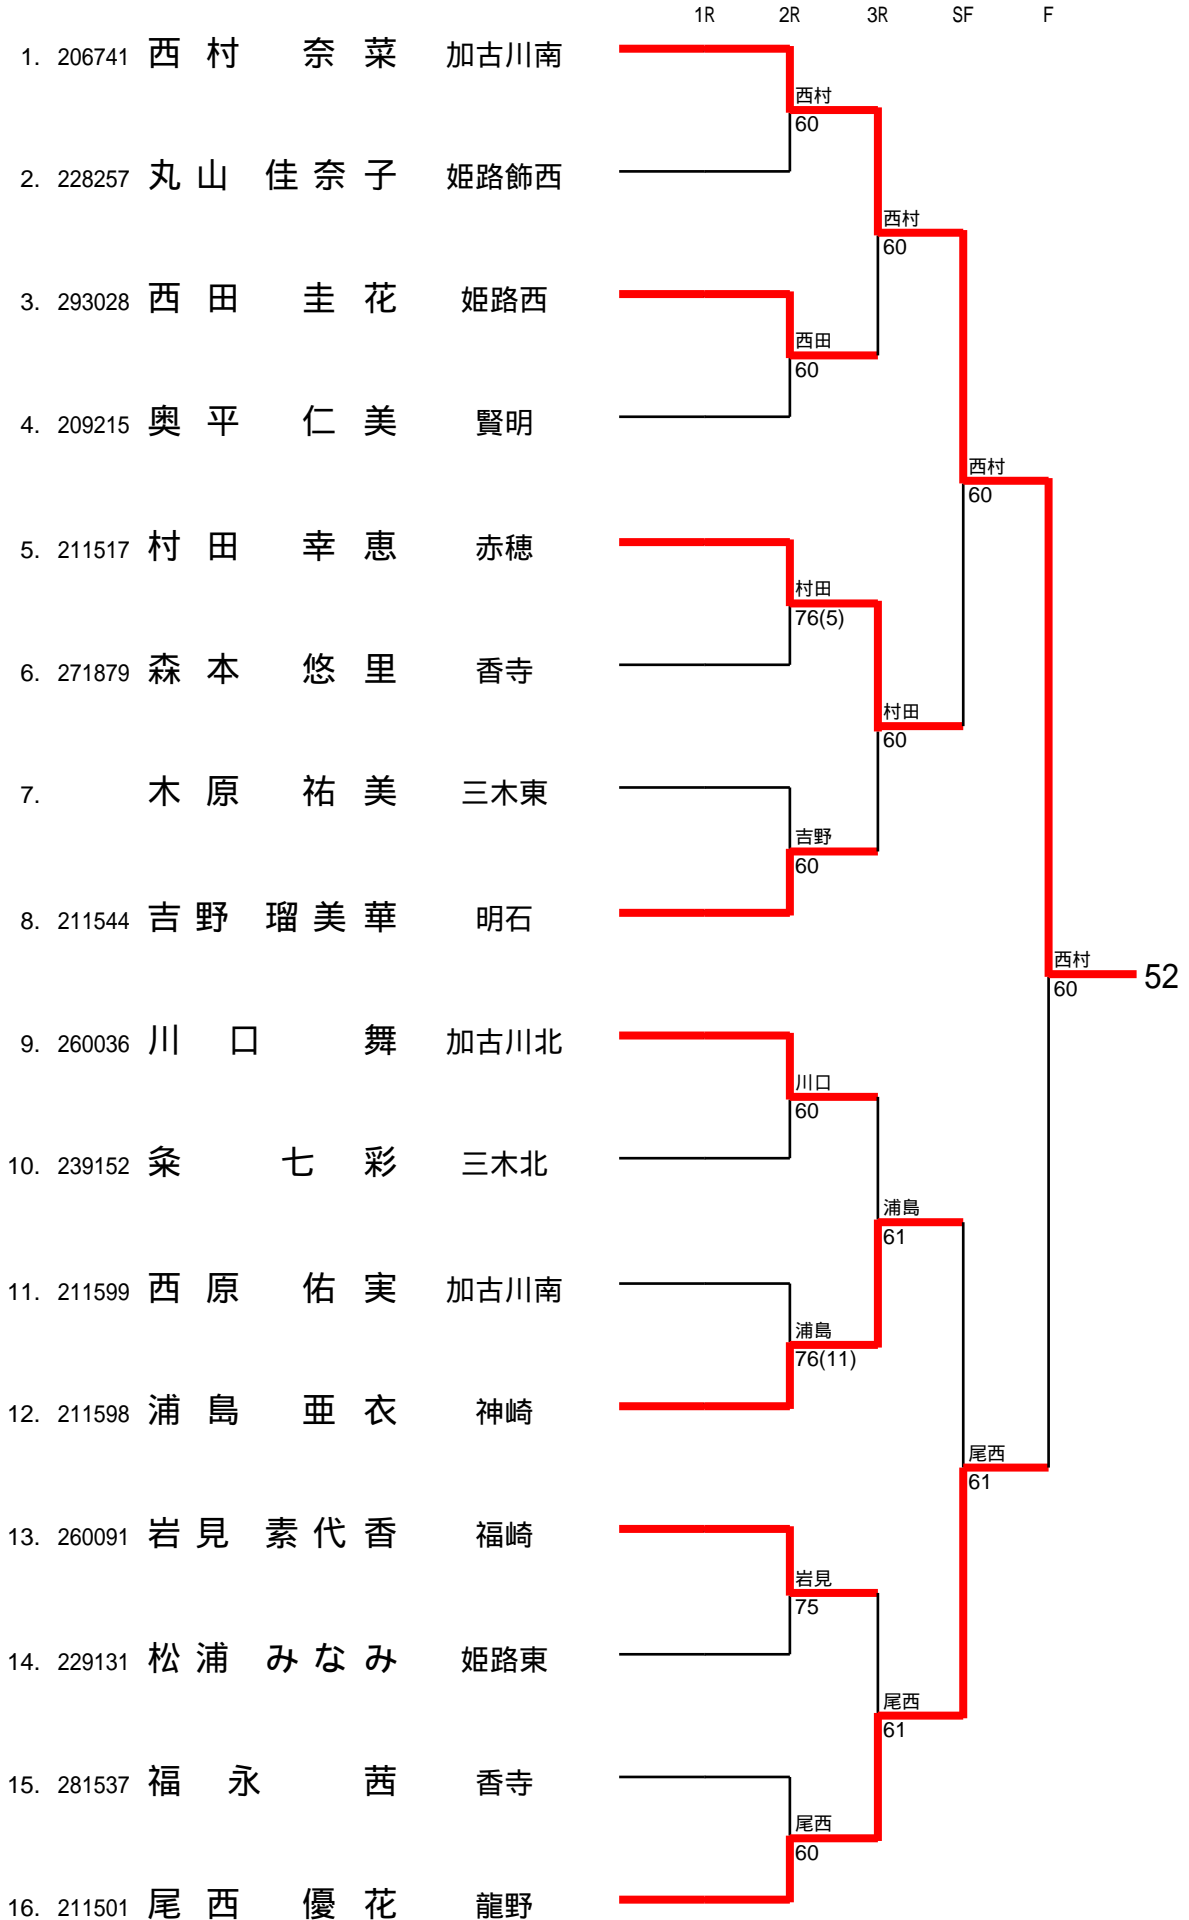 1R 2R 3R SF F
1. 206741 西村 奈菜 加古川南
西村
60
2. 228257 丸山 佳奈子 姫路飾西
西村
60
3. 293028 西田 圭花 姫路西
西田
60
4. 209215 奥平 仁美 賢明
西村
60
5. 211517 村田 幸恵 赤穂
村田
76(5)
6. 271879 森本 悠里 香寺
村田
60
7. 木原 祐美 三木東
吉野
60
8. 211544 吉野 瑠美華 明石
西村
60
52
9. 260036 川口 舞 加古川北
川口
60
10. 239152 粂 七彩 三木北
浦島
61
11. 211599 西原 佑実 加古川南
浦島
76(11)
12. 211598 浦島 亜衣 神崎
尾西
61
13. 260091 岩見 素代香 福崎
岩見
75
14. 229131 松浦 みなみ 姫路東
尾西
61
15. 281537 福永 茜 香寺
尾西
60
16. 211501 尾西 優花 龍野